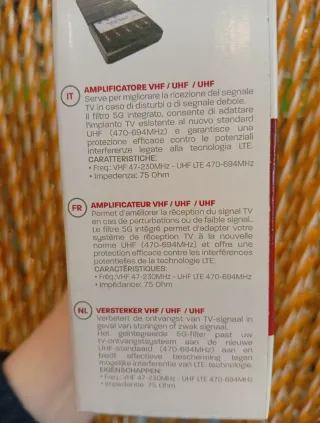 IT
AMPLIFICATORE VHF / UHF / UHF
Serve per migliorare la ricezione del segnale
TV in caso di disturbi o di segnale debole.
Il filtro 5G integrato, consente di adattare
l'impianto TV esistente al nuovo standard
UHF (470-694MHz) e garantisce una
protezione efficace contro le potenziali
interferenze legate alla tecnologia LTE.
CARATTERISTICHE:
• Freq.: VHF 47-230MHz - UHF LTE 470-694MHz
• Impedenza: 75 Ohm
FR
AMPLIFICATEUR VHF / UHF / UHF
Permet d'améliorer la réception du signal TV
en cas de perturbations ou de faible signal.
Le filtre 5G intégré permet d'adapter votre
système de réception TV à la nouvelle
norme UHF (470-694MHz) et offre une
protection efficace contre les interférences
potentielles de la technologie LTE.
CARACTÉRISTIQUES:
• Fréq.:VHF 47-230MHz - UHF LTE 470-694MHz
• Impédance: 75 Ohm
NL
VERSTERKER VHF / UHF / UHF
Verbetert de ontvangst van TV-signaal in
geval van storingen of zwak signaal.
Het geïntegreerde 5G-filter past uw
tv-ontvangstsysteem aan de nieuwe
UHF-standaard (470-694MHz) aan en
biedt effectieve bescherming tegen
mogelijke interferentie van LTE-technologie.
EIGENSCHAPPEN:
• Freq.: VHF 47-230MHz - UHF LTE 470-694MHz
• Impedantie: 75 Ohm